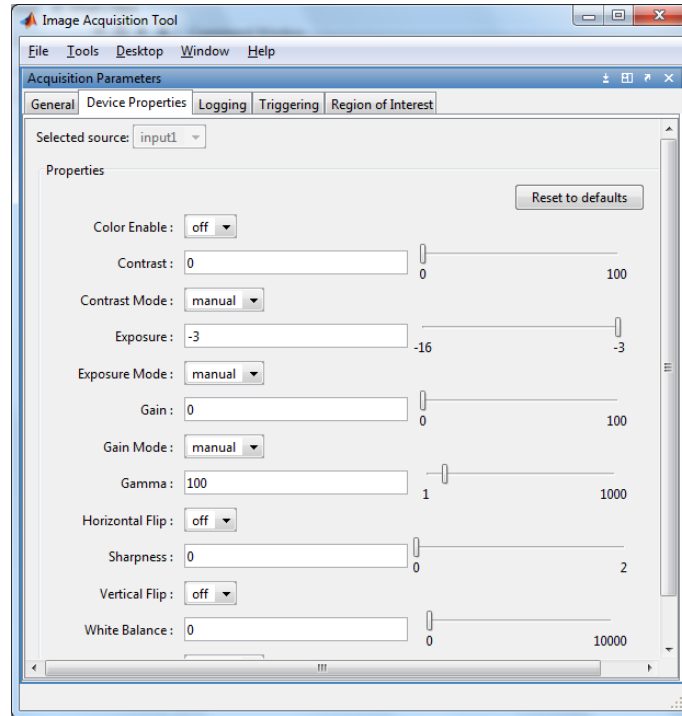 Image Acquisition Tool
File Tools Desktop Window Help
Acquisition Parameters
General Device Properties Logging Triggering Region of Interest
Selected source: input1
Properties
Reset to defaults
Color Enable : off
Contrast : 0
0 100
Contrast Mode : manual
Exposure : -3
-16 -3
Exposure Mode : manual
Gain : 0
0 100
Gain Mode : manual
Gamma : 100
1 1000
Horizontal Flip : off
Sharpness : 0
0 2
Vertical Flip : off
White Balance : 0
0 10000